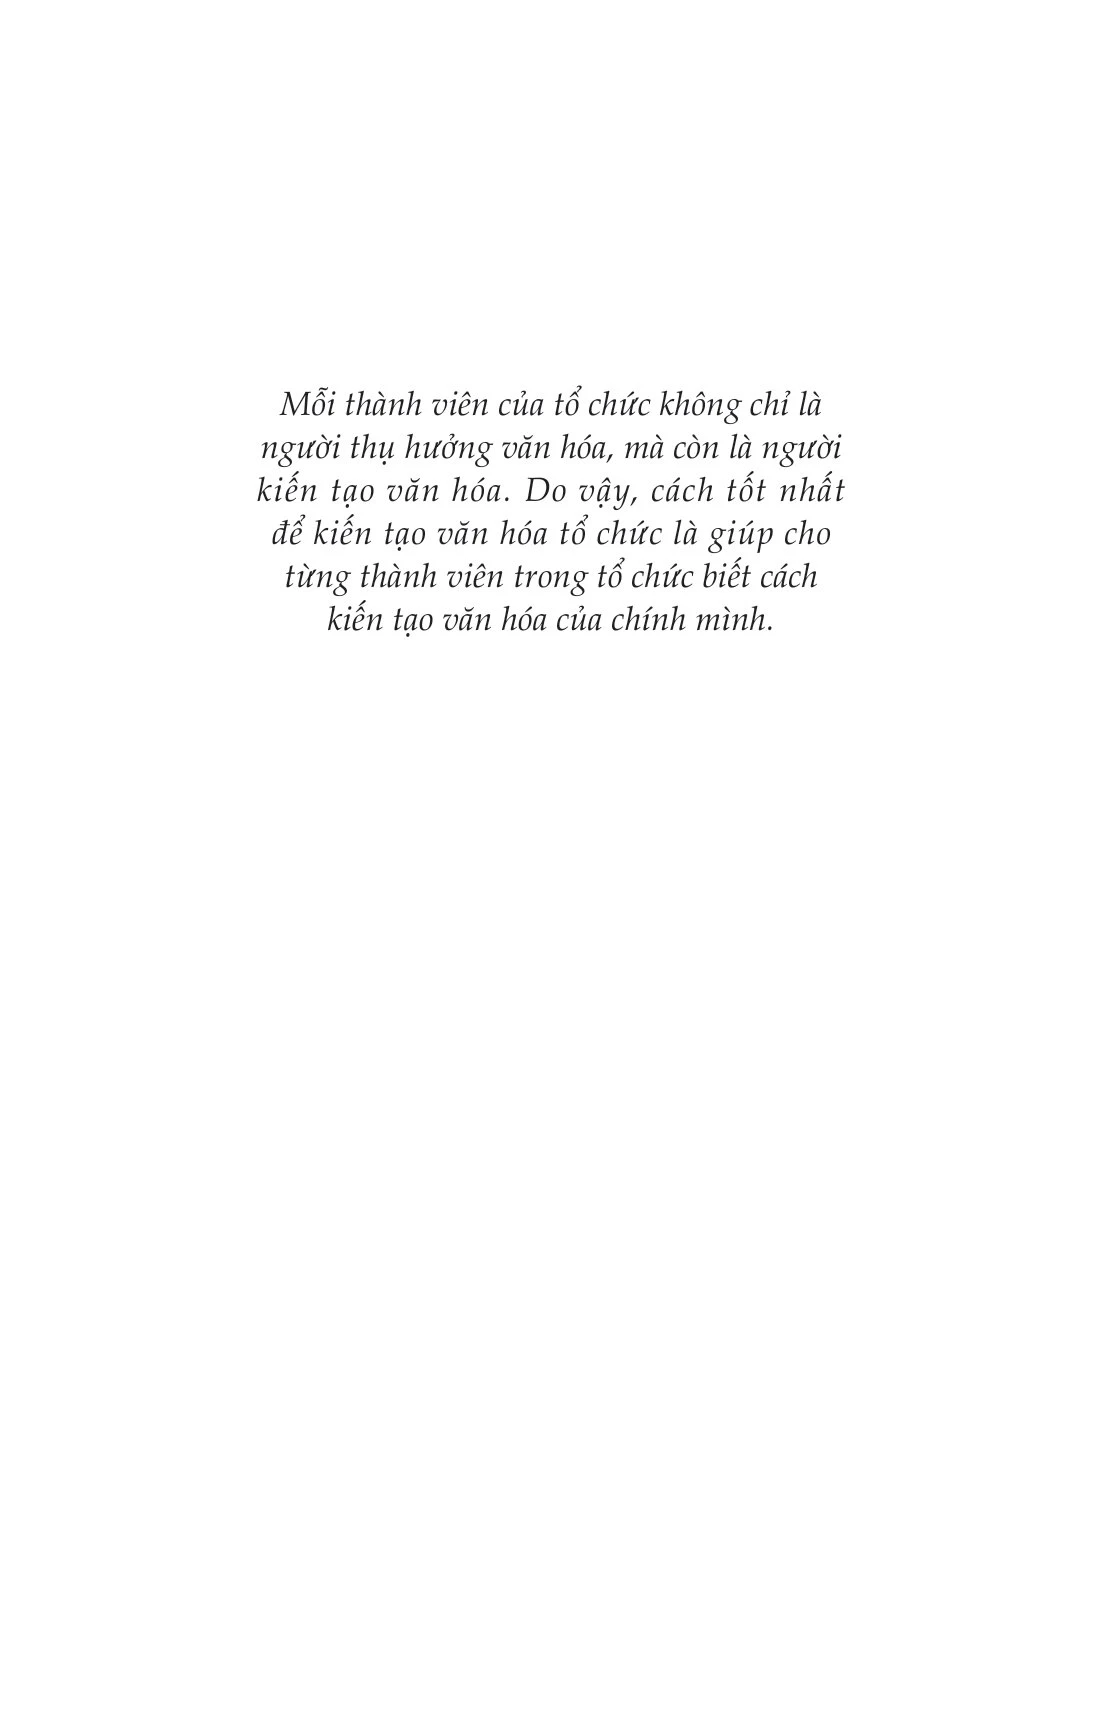 Mỗi thành viên của tổ chức không chỉ là
người thụ hưởng văn hóa, mà còn là người
kiến tạo văn hóa. Do vậy, cách tốt nhất
để kiến tạo văn hóa tổ chức là giúp cho
từng thành viên trong tổ chức biết cách
kiến tạo văn hóa của chính mình.